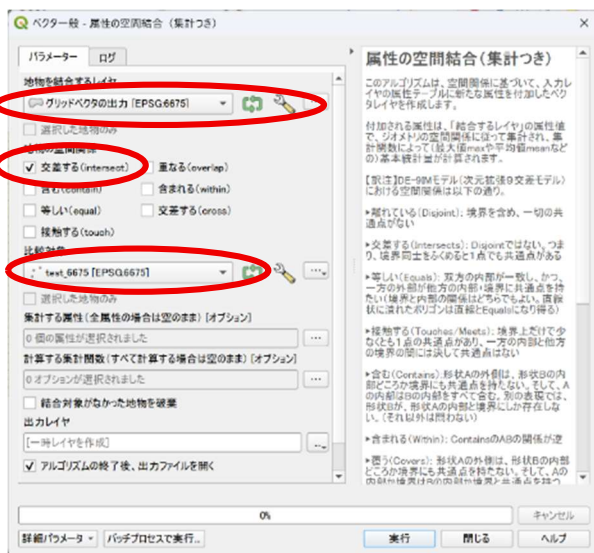 ベクター一般 - 属性の空間結合（集計つき）
パラメーター
ログ
地物を結合するレイヤ
グリッドベクタの出力 [EPSG:6675]
選択した地物のみ
地物の空間関係
交差する(intersect)
重なる(overlap)
含む(contain)
含まれる(within)
等しい(equal)
交差する(cross)
接触する(touch)
比較対象
test_6675 [EPSG:6675]
選択した地物のみ
集計する属性(全属性の場合は空のまま) [オプション]
0 個の属性が選択されました
計算する集計関数(すべて計算する場合は空のまま) [オプション]
0 オプションが選択されました
結合対象がなかった地物を破棄
出力レイヤ
[一時レイヤを作成]
アルゴリズムの終了後、出力ファイルを開く
属性の空間結合（集計つき）
このアルゴリズムは、空間関係に基づいて、入力レ
イヤの属性テーブルに新たな属性を付加したベク
タレイヤを作成します。
付加される属性は、「結合するレイヤ」の属性値
で、ジオメトリの空間関係に従って集計され、集
計関数によって(最大値maxや平均値meanなど
の)基本統計量が計算されます。
【訳注】DE-9IMモデル(次元拡張9交差モデル)
における空間関係は以下の通り。
▶離れている(Disjoint): 境界を含め、一切の共
通点がない
▶交差する(Intersects): Disjointではない。つま
り、境界同士をふくめると1点でも共通点がある
▶等しい(Equals): 双方の内部が一致し、かつ、
一方の外部が他方の内部・境界に共通点を持
たない(境界と内部の関係はどちらでもよい。直線
状に潰れたポリゴンは直線とEqualsになり得る)
▶接触する(Touches/Meets): 境界上だけで少
なくとも1点の共通点があり、一方の内部と他方
の境界の間には決して共通点はない
▶含む(Contains):形状Aの外側は、形状Bの内
部どころか境界にも共通点を持たない。そして、A
の内部はBの内部をすべて含む。別の表現では、
形状Bが、形状Aの内部と境界にしか存在しな
い。(それ以外は問わない)
▶含まれる(Within): ContainsのABの関係が逆
▶覆う(Covers): 形状Aの外側は、形状Bの内部
どころか境界にも共通点を持たない。そして、Aの
0%
キャンセル
詳細パラメータ
バッチプロセスで実行...
実行
閉じる
ヘルプ